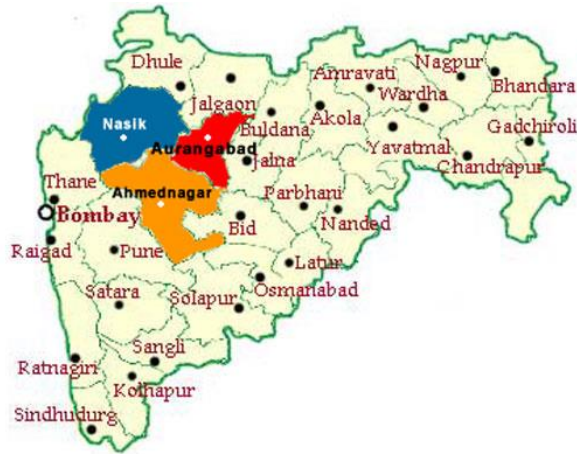 Dhule
Jalgaon
Amravati
Nagpur
Bhandara
Wardha
Nasik
Buldana
Akola
Gadchiroli
Aurangabad
Jalna
Yavatmal
Chandrapur
Thane
Ahmednagar
Parbhani
Bombay
Bid
Nanded
Raigad
Pune
Latur
Satara
Solapur
Osmanabad
Sangli
Ratnagiri
Kolhapur
Sindhudurg